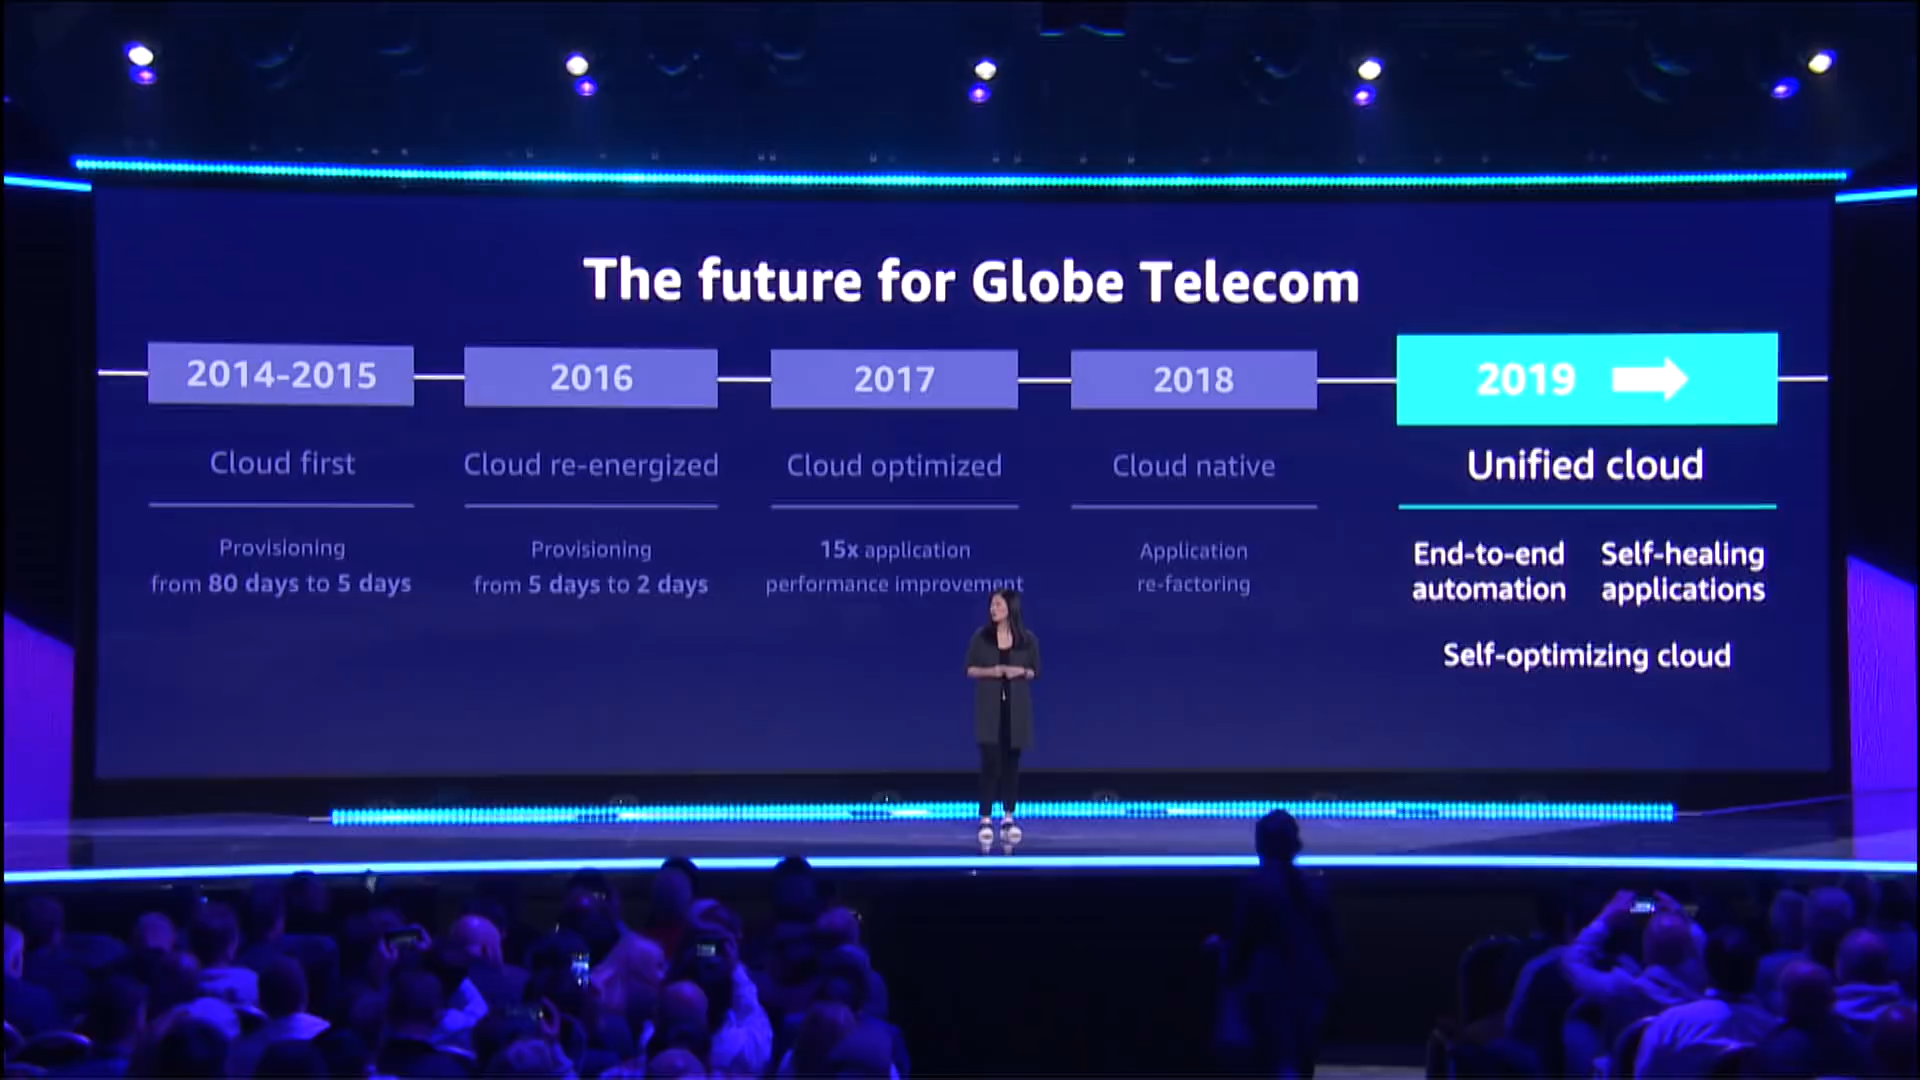 The future for Globe Telecom
2014-2015
Cloud first
Provisioning
from 80 days to 5 days
2016
Cloud re-energized
Provisioning
from 5 days to 2 days
2017
Cloud optimized
15x application
performance improvement
2018
Cloud native
Application
re-factoring
2019
Unified cloud
End-to-end
automation
Self-healing
applications
Self-optimizing cloud